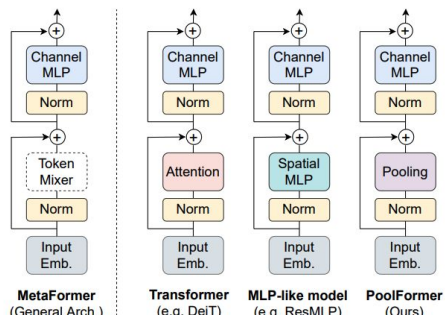 Channel MLP
Norm
Token Mixer
Norm
Input Emb.
MetaFormer
(General Arch.)
Channel MLP
Norm
Attention
Norm
Input Emb.
Transformer
(e.g. DeiT)
Channel MLP
Norm
Spatial MLP
Norm
Input Emb.
MLP-like model
(e.g. ResMLP)
Channel MLP
Norm
Pooling
Norm
Input Emb.
PoolFormer
(Ours)